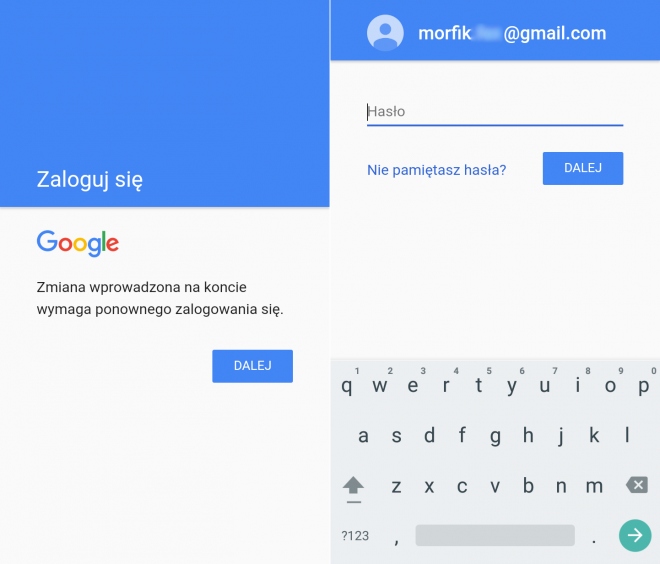 Zaloguj się
Google
Zmiana wprowadzona na koncie
wymaga ponownego zalogowania się.
DALEJ
morfik @gmail.com
Hasło
Nie pamiętasz hasła?
DALEJ
1 2 3 4 5 6 7 8 9 0
q w e r t y u i o p
a s d f g h j k l
z x c v b n m
?123 , .